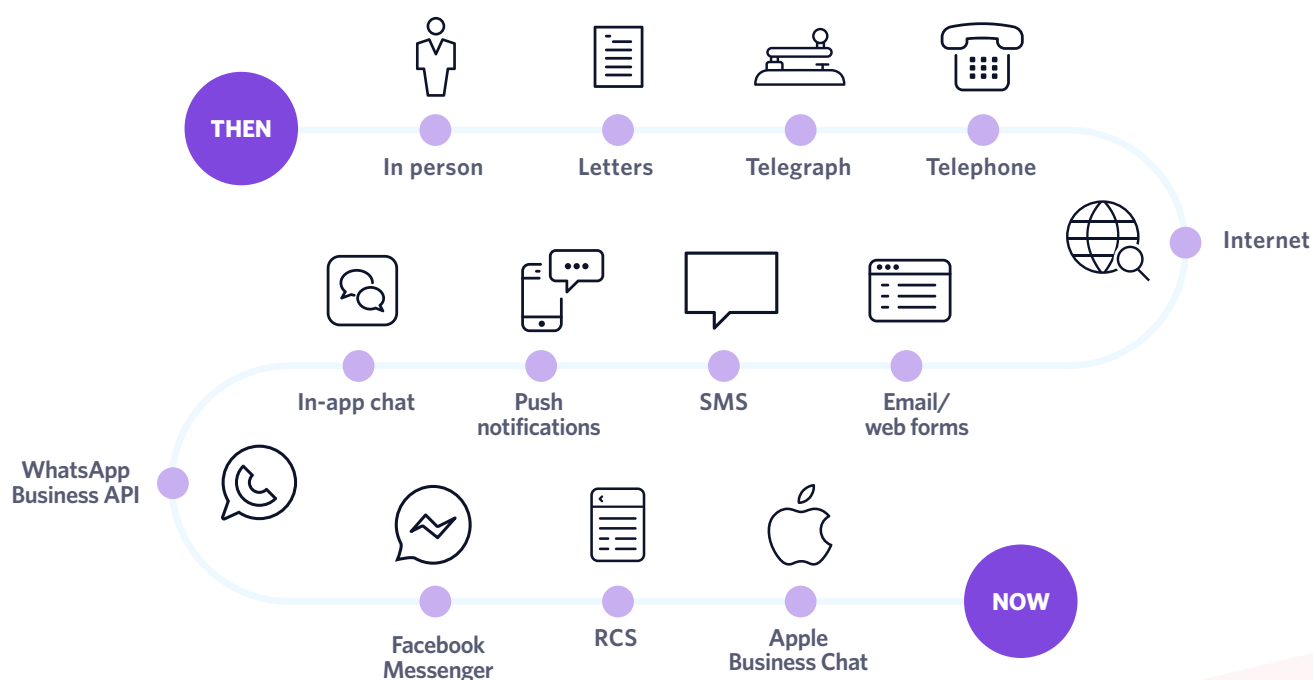 THEN
In person
Letters
Telegraph
Telephone
Internet
Email/
web forms
SMS
Push
notifications
In-app chat
WhatsApp
Business API
Facebook
Messenger
RCS
Apple
Business Chat
NOW